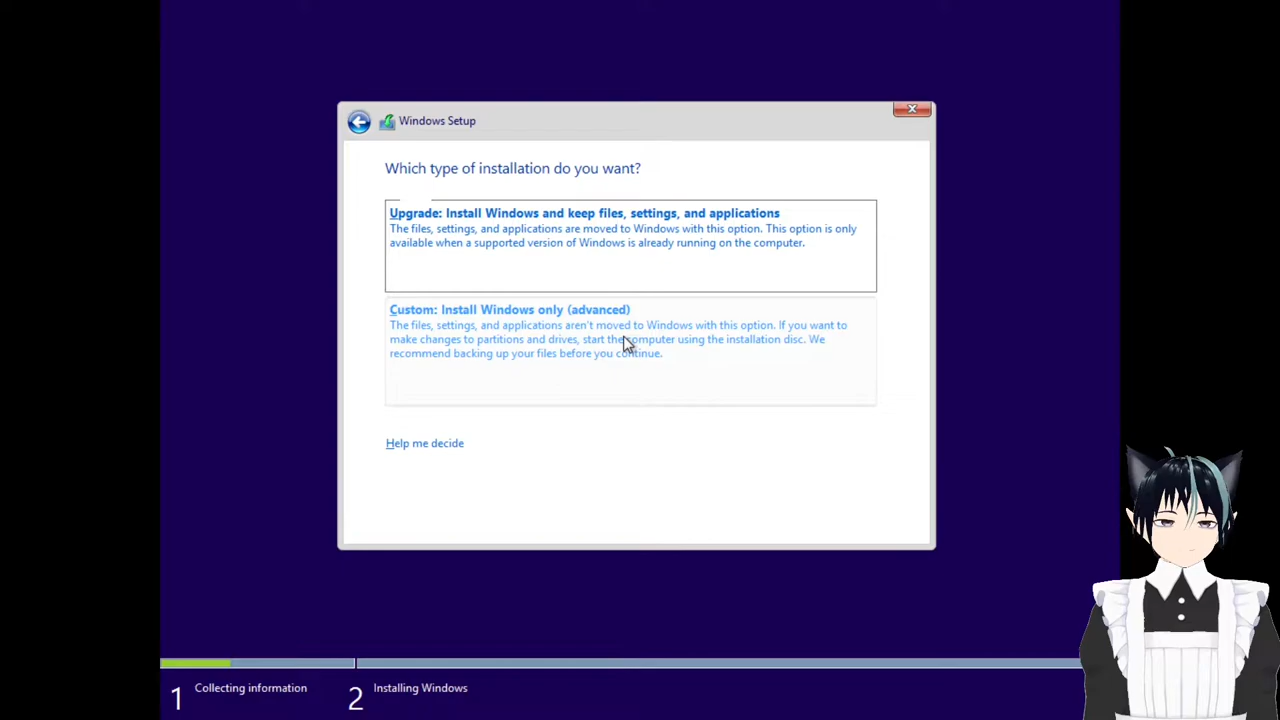 Windows Setup
Which type of installation do you want?
Upgrade: Install Windows and keep files, settings, and applications
The files, settings, and applications are moved to Windows with this option. This option is only
available when a supported version of Windows is already running on the computer.
Custom: Install Windows only (advanced)
The files, settings, and applications aren't moved to Windows with this option. If you want to
make changes to partitions and drives, start the computer using the installation disc. We
recommend backing up your files before you continue.
Help me decide
1 Collecting information
2 Installing Windows